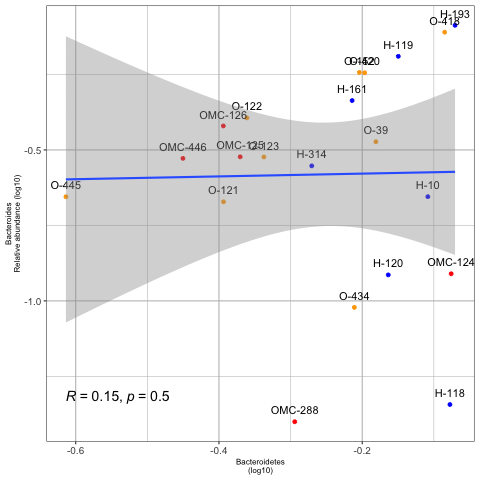 H-193
O-418
H-119
O-420
H-161
O-122
OMC-126
O-39
OMC-446
OMC-125
O-123
H-314
O-445
O-121
H-10
H-120
OMC-124
O-434
H-118
OMC-288
R = 0.15, p = 0.5
-0.5
-1.0
-0.6
-0.4
-0.2
Bacteroides
Relative abundance (log10)
Bacteroidetes
(log10)